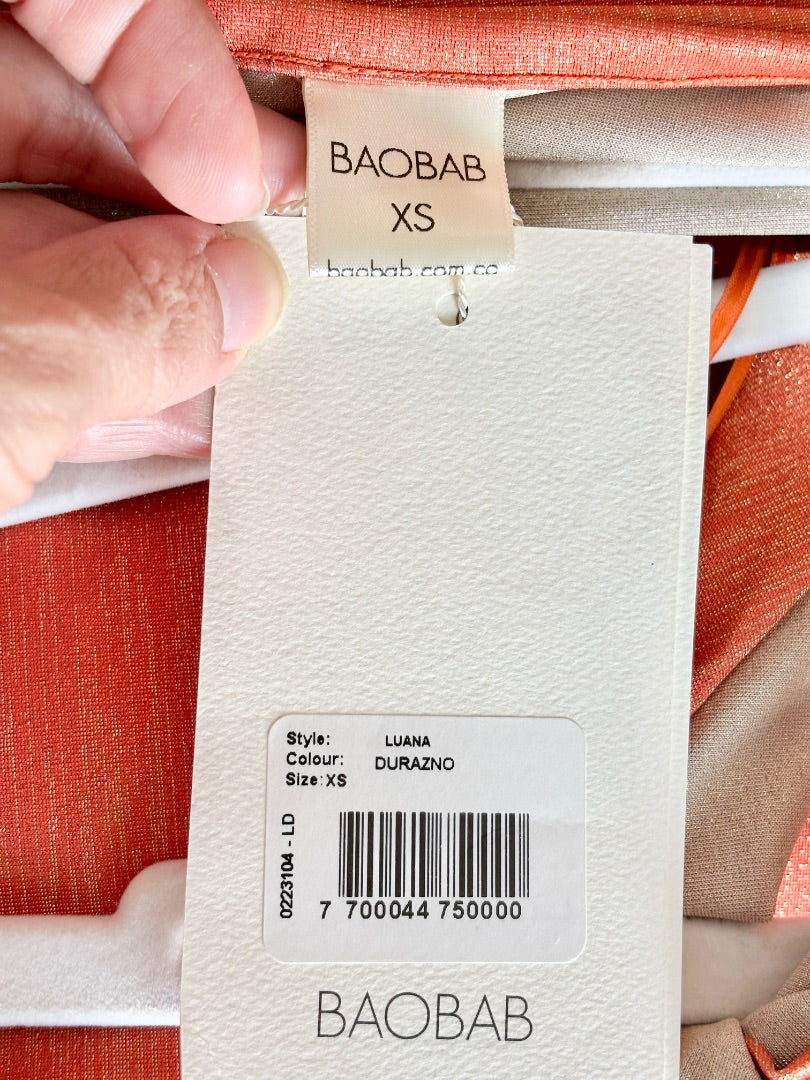 BAOBAB
XS
baobab.com.co
Style: LUANA
Colour: DURAZNO
Size: XS
0223104 - LD
7 700044 750000
BAOBAB